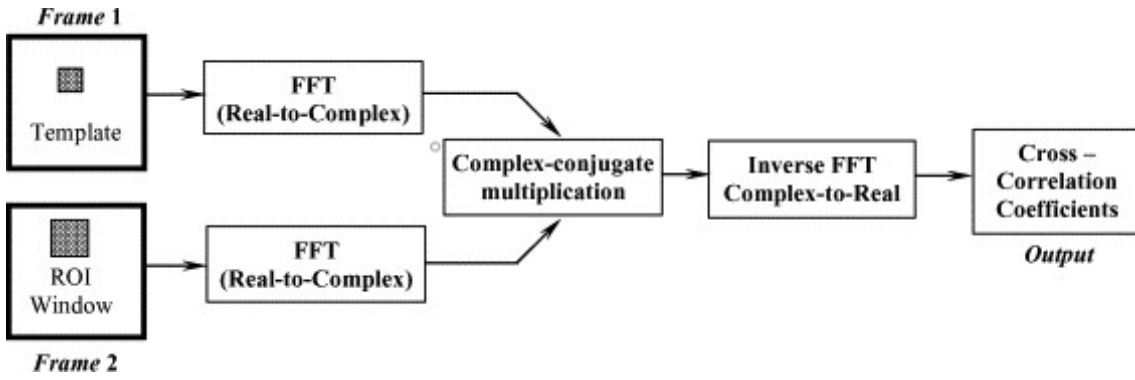 Frame 1
Template
FFT
(Real-to-Complex)
Complex-conjugate
multiplication
Inverse FFT
Complex-to-Real
Cross –
Correlation
Coefficients
Output
ROI
Window
FFT
(Real-to-Complex)
Frame 2